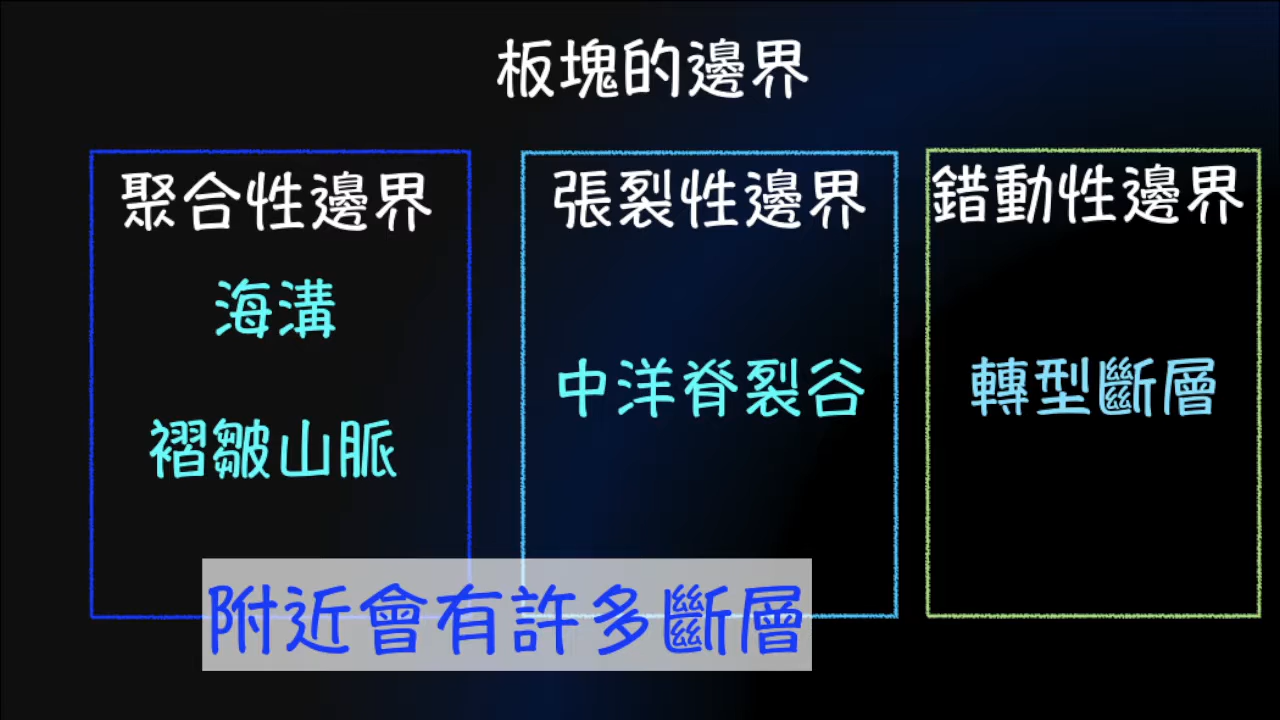 板塊的邊界
聚合性邊界
海溝
褶皺山脈
張裂性邊界
中洋脊裂谷
錯動性邊界
轉型斷層
附近會有許多斷層